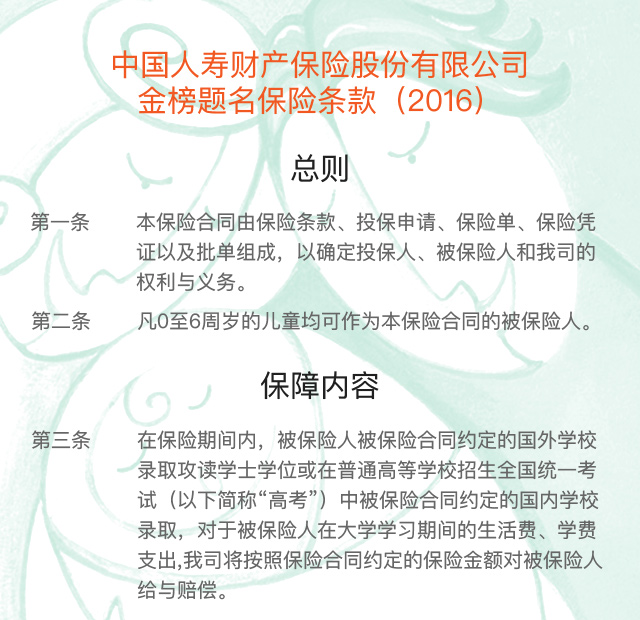 中国人寿财产保险股份有限公司
金榜题名保险条款（2016）
总则
第一条 本保险合同由保险条款、投保申请、保险单、保险凭
证以及批单组成，以确定投保人、被保险人和我司的
权利与义务。
第二条 凡0至6周岁的儿童均可作为本保险合同的被保险人。
保障内容
第三条 在保险期间内，被保险人被保险合同约定的国外学校
录取攻读学士学位或在普通高等学校招生全国统一考
试（以下简称“高考”）中被保险合同约定的国内学校
录取，对于被保险人在大学学习期间的生活费、学费
支出,我司将按照保险合同约定的保险金额对被保险人
给与赔偿。